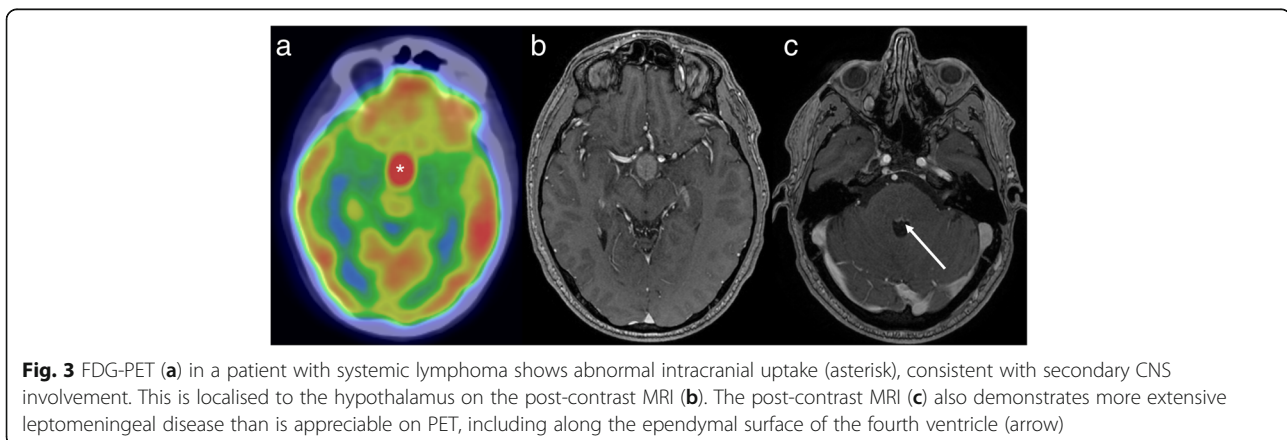 a
b
c
*
Fig. 3 FDG-PET (a) in a patient with systemic lymphoma shows abnormal intracranial uptake (asterisk), consistent with secondary CNS
involvement. This is localised to the hypothalamus on the post-contrast MRI (b). The post-contrast MRI (c) also demonstrates more extensive
leptomeningeal disease than is appreciable on PET, including along the ependymal surface of the fourth ventricle (arrow)